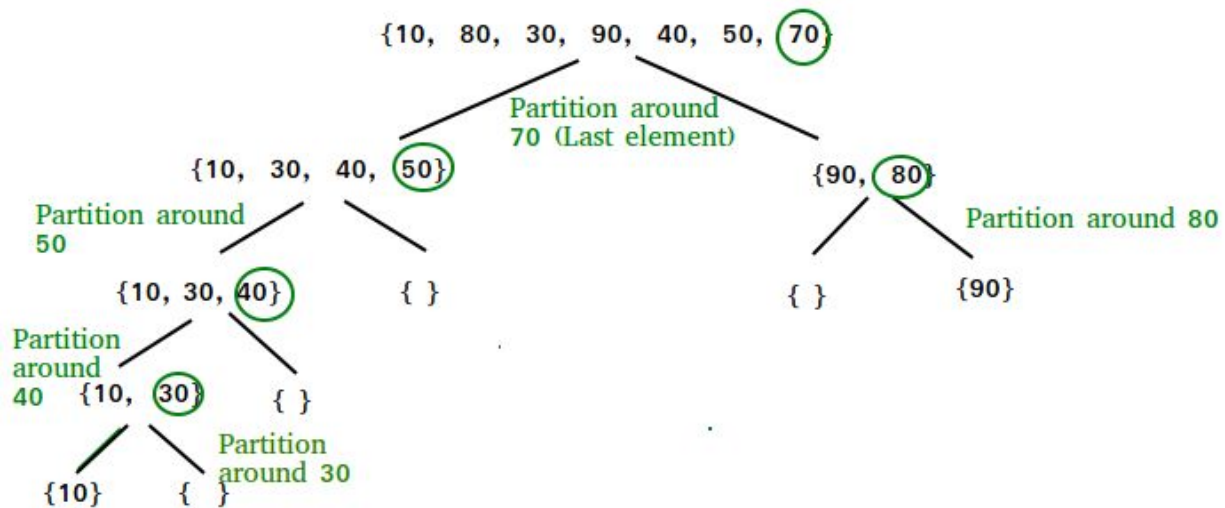 {10, 80, 30, 90, 40, 50, 70}
Partition around
70 (Last element)
{10, 30, 40, 50}
{90, 80}
Partition around
50
Partition around 80
{10, 30, 40}
{ }
{ }
{90}
Partition
around
40
{10, 30}
{ }
Partition
around 30
{10}
{ }